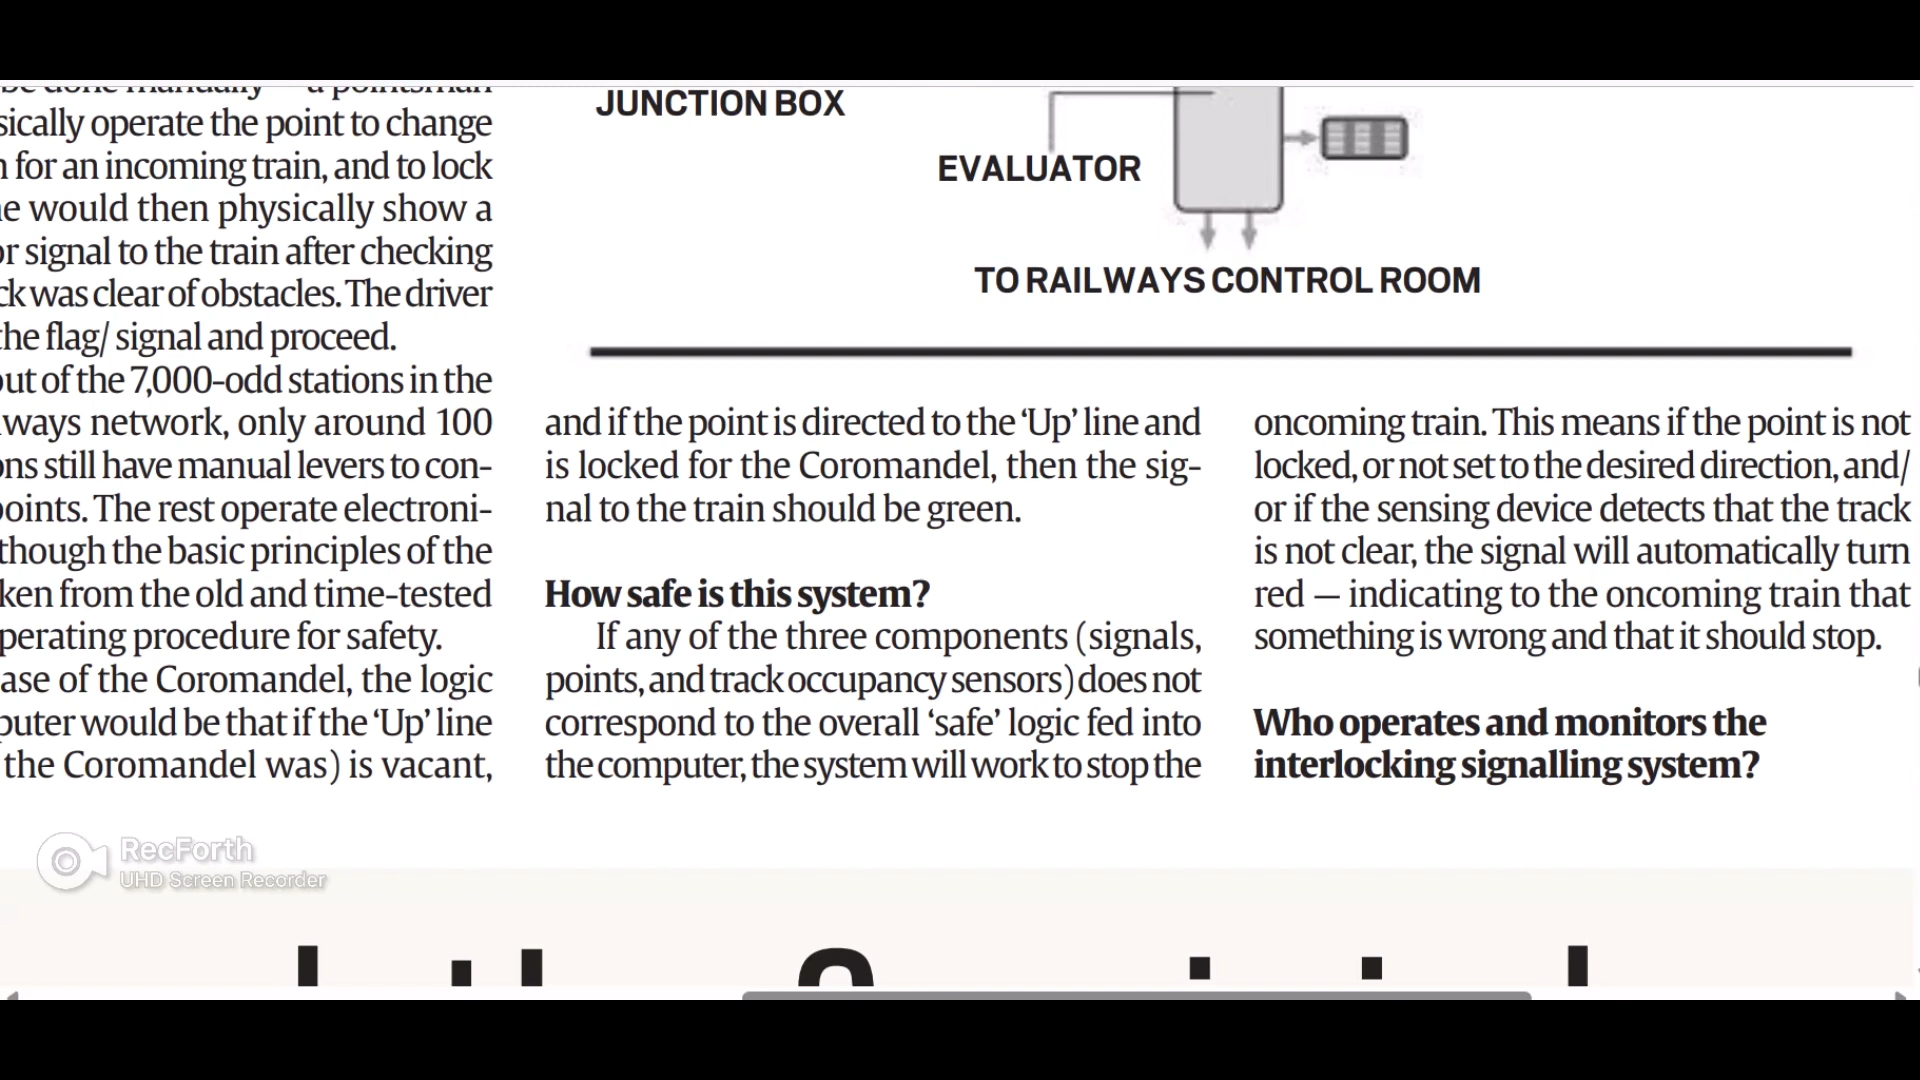 sically operate the point to change
for an incoming train, and to lock
would then physically show a
or signal to the train after checking
was clear of obstacles. The driver
the flag/ signal and proceed.
out of the 7,000-odd stations in the
network, only around 100
still have manual levers to con-
points. The rest operate electroni-
though the basic principles of the
from the old and time-tested
perating procedure for safety.
ase of the Coromandel, the logic
puter would be that if the ‘Up’ line
the Coromandel was) is vacant,
JUNCTION BOX
EVALUATOR
TO RAILWAYS CONTROL ROOM
and if the point is directed to the ‘Up’ line and
is locked for the Coromandel, then the sig-
nal to the train should be green.
How safe is this system?
If any of the three components (signals,
points, and track occupancy sensors) does not
correspond to the overall ‘safe’ logic fed into
the computer, the system will work to stop the
oncoming train. This means if the point is not
locked, or not set to the desired direction, and/
or if the sensing device detects that the track
is not clear, the signal will automatically turn
red — indicating to the oncoming train that
something is wrong and that it should stop.
Who operates and monitors the
interlocking signalling system?
RecForth
UHD Screen Recorder